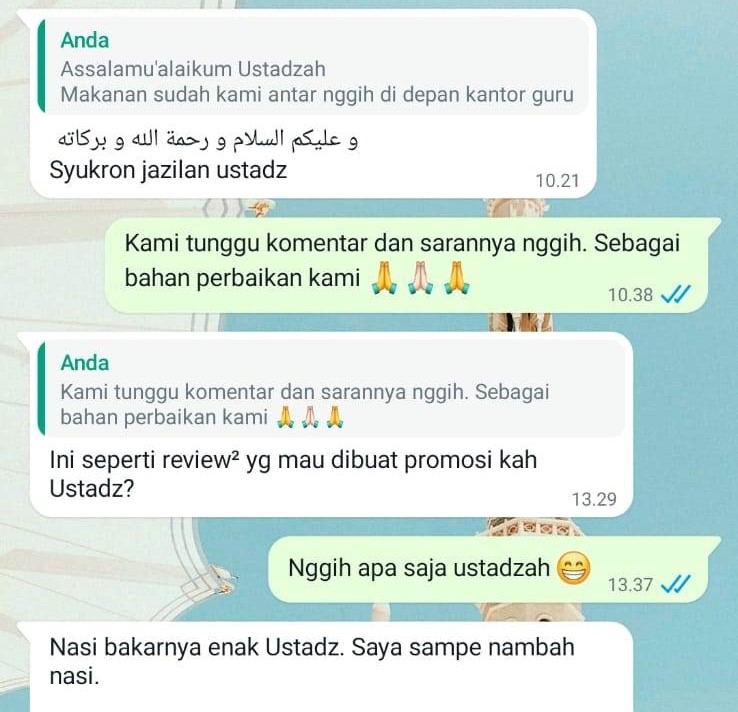 Anda
Assalamu'alaikum Ustadzah
Makanan sudah kami antar nggih di depan kantor guru
و عليكم السلام و رحمة الله و بركاته
Syukron jazilan ustadz
10.21
Kami tunggu komentar dan sarannya nggih. Sebagai
bahan perbaikan kami 🙏🙏🏻🙏
10.38
Anda
Kami tunggu komentar dan sarannya nggih. Sebagai
bahan perbaikan kami 🙏🙏🏻🙏
Ini seperti review² yg mau dibuat promosi kah
Ustadz?
13.29
Nggih apa saja ustadzah 😁
13.37
Nasi bakarnya enak Ustadz. Saya sampe nambah
nasi.